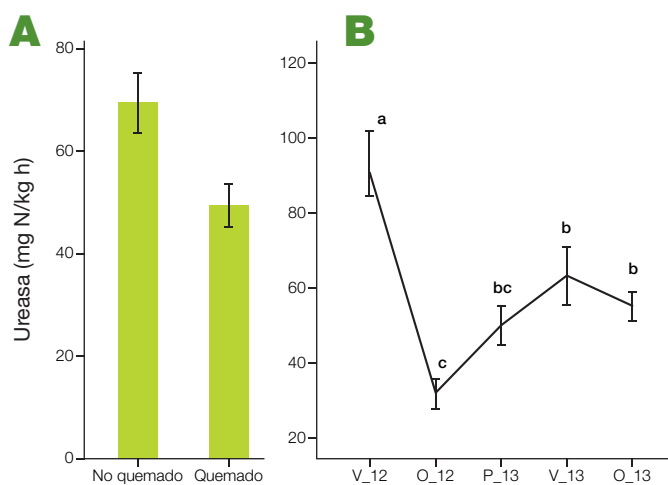 A
B
Ureasa (mg N/kg h)
80
60
40
20
0
No quemado
Quemado
120
100
80
60
40
20
a
c
bc
b
b
V_12
O_12
P_13
V_13
O_13